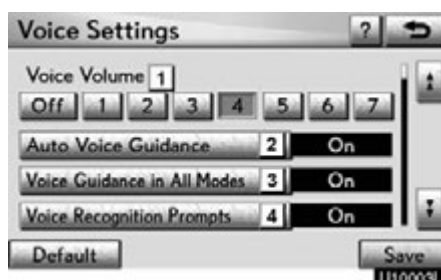 Voice Settings ?
Voice Volume 1
Off 1 2 3 4 5 6 7
Auto Voice Guidance 2 On
Voice Guidance in All Modes 3 On
Voice Recognition Prompts 4 On
Default Save